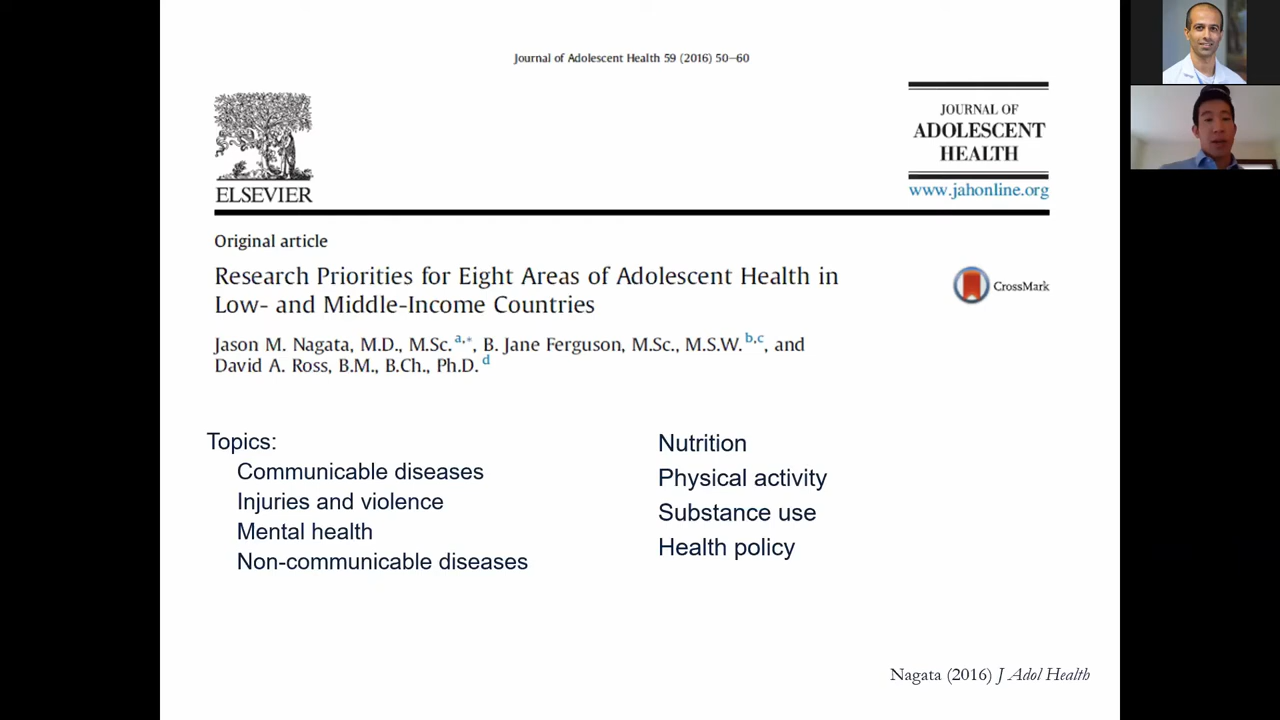 Journal of Adolescent Health 59 (2016) 50–60
ELSEVIER
JOURNAL OF
ADOLESCENT
HEALTH
www.jahonline.org
Original article
Research Priorities for Eight Areas of Adolescent Health in
Low- and Middle-Income Countries
CrossMark
Jason M. Nagata, M.D., M.Sc. a,*, B. Jane Ferguson, M.Sc., M.S.W. b,c, and
David A. Ross, B.M., B.Ch., Ph.D. d
Topics:
Communicable diseases
Injuries and violence
Mental health
Non-communicable diseases
Nutrition
Physical activity
Substance use
Health policy
Nagata (2016) J Adol Health